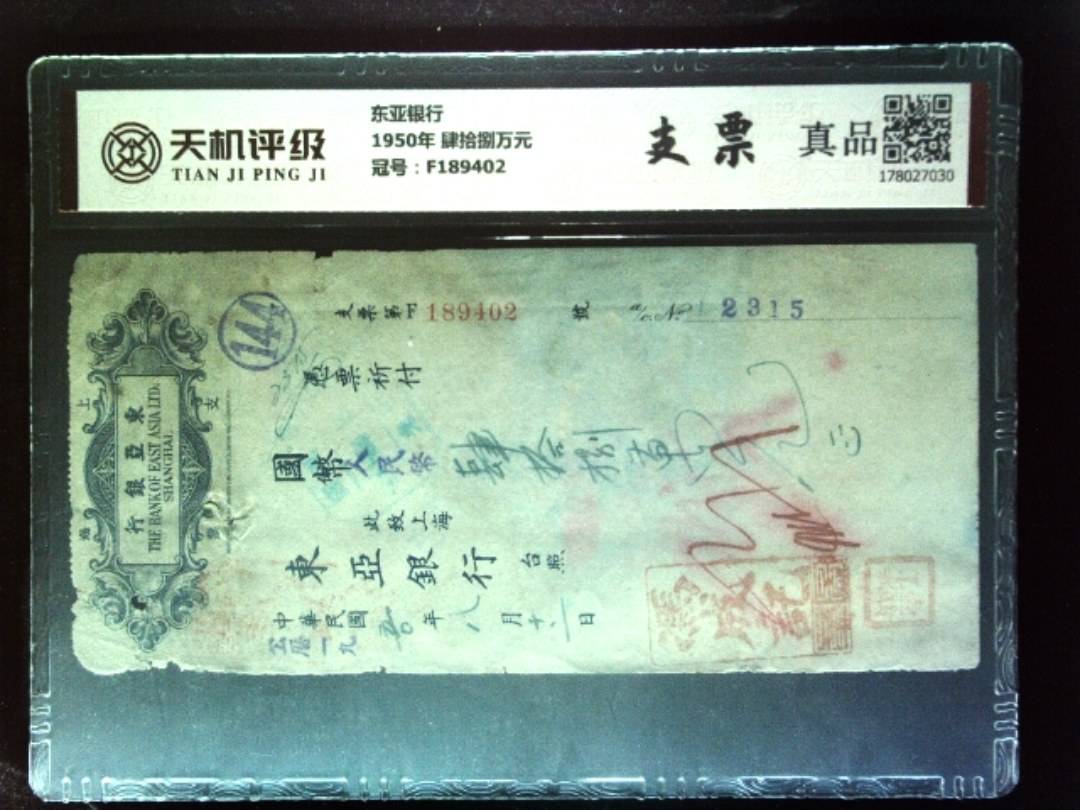 天机评级
TIAN JI PING JI
东亚银行
1950年 肆拾捌万元
冠号：F189402
支票
真品
178027030
144
支票第 189402 號
a/c No. 2315
憑票祈付
國幣人民幣肆拾捌萬
此致上海
東亞銀行 台照
中華民國 年八月十 日
公曆一九五〇
東亞銀行
THE BANK OF EAST ASIA LTD.
SHANGHAI